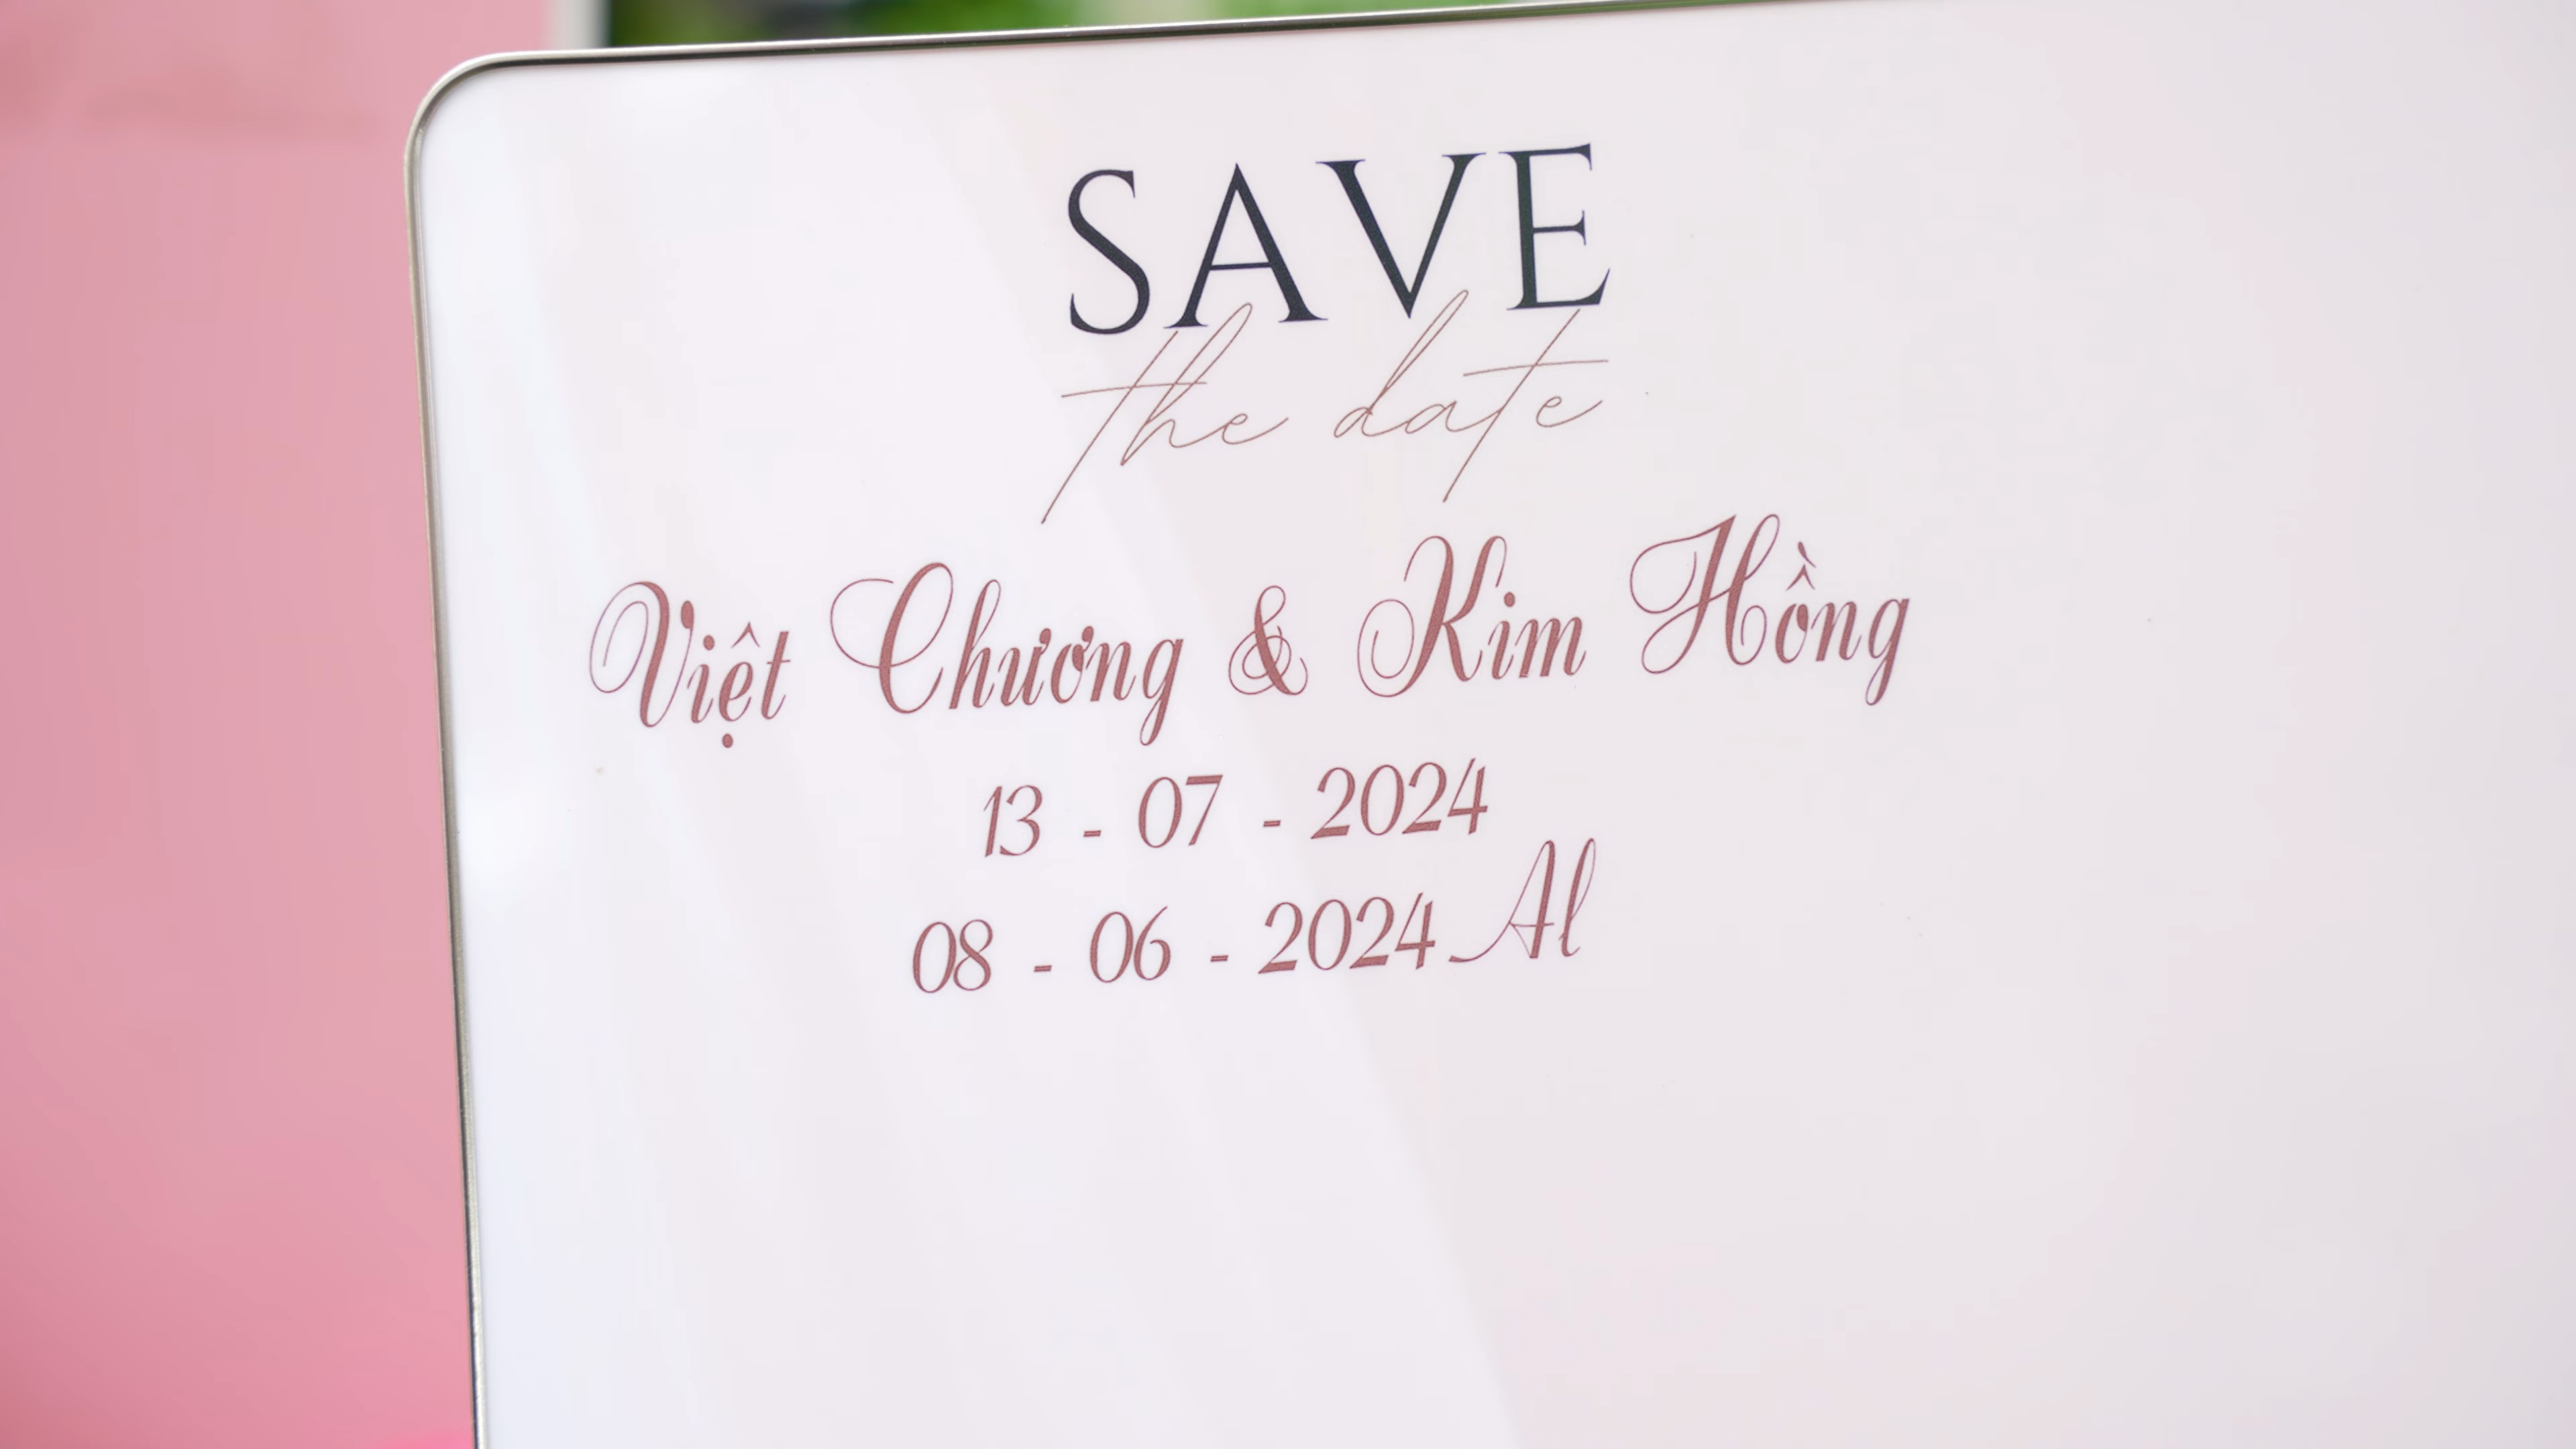 SAVE
the date
Việt Chương & Kim Hồng
13 - 07 - 2024
08 - 06 - 2024 Al